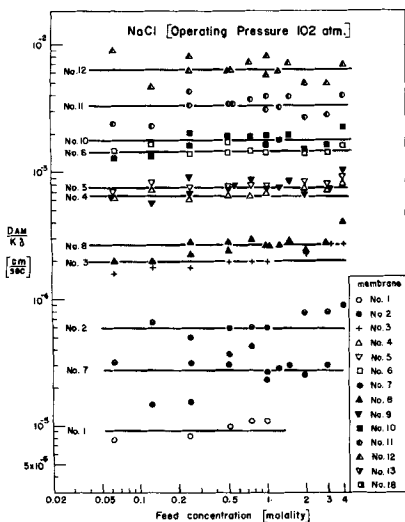 NaCl [Operating Pressure 102 atm.]
10⁻²
No.12
No.11
10⁻³
No.10
No.6
No.5
No.4
DAM
Kδ
[cm
sec]
No.8
No.3
10⁻⁴
No.2
No.7
No.1
10⁻⁵
5x10⁻⁶
membrane
No. 1
No. 2
No. 3
No. 4
No. 5
No. 6
No. 7
No. 8
No. 9
No. 10
No. 11
No. 12
No. 13
No. 18
0.02 0.05 0.1 0.2 0.5 1.0 2.0 4.0
Feed concentration [molality]